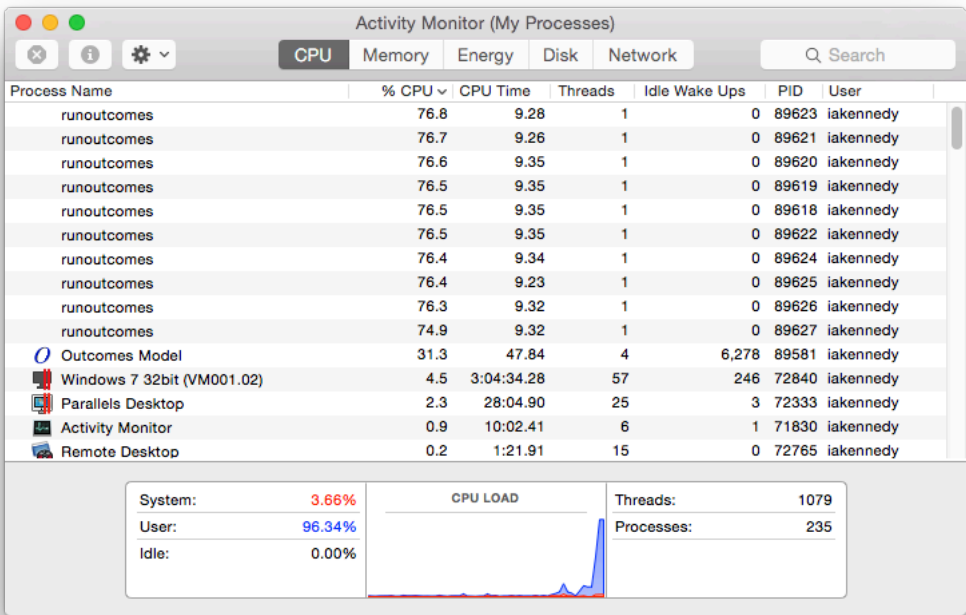 Activity Monitor (My Processes)
CPU Memory Energy Disk Network Search
Process Name % CPU CPU Time Threads Idle Wake Ups PID User
runoutcomes 76.8 9.28 1 0 89623 iakennedy
runoutcomes 76.7 9.26 1 0 89621 iakennedy
runoutcomes 76.6 9.35 1 0 89620 iakennedy
runoutcomes 76.5 9.35 1 0 89619 iakennedy
runoutcomes 76.5 9.35 1 0 89618 iakennedy
runoutcomes 76.5 9.35 1 0 89622 iakennedy
runoutcomes 76.4 9.34 1 0 89624 iakennedy
runoutcomes 76.4 9.23 1 0 89625 iakennedy
runoutcomes 76.3 9.32 1 0 89626 iakennedy
runoutcomes 74.9 9.32 1 0 89627 iakennedy
Outcomes Model 31.3 47.84 4 6,278 89581 iakennedy
Windows 7 32bit (VM001.02) 4.5 3:04:34.28 57 246 72840 iakennedy
Parallels Desktop 2.3 28:04.90 25 3 72333 iakennedy
Activity Monitor 0.9 10:02.41 6 1 71830 iakennedy
Remote Desktop 0.2 1:21.91 15 0 72765 iakennedy
System: 3.66% CPU LOAD Threads: 1079
User: 96.34% Processes: 235
Idle: 0.00%